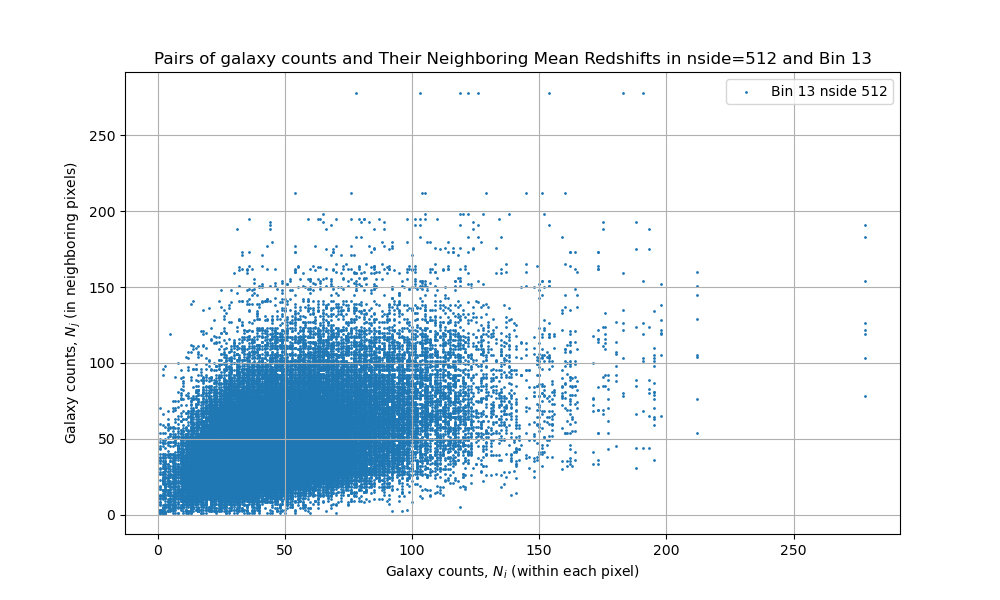 Pairs of galaxy counts and Their Neighboring Mean Redshifts in nside=512 and Bin 13
Bin 13 nside 512
Galaxy counts, N_j (in neighboring pixels)
250
200
150
100
50
0
0 50 100 150 200 250
Galaxy counts, N_i (within each pixel)